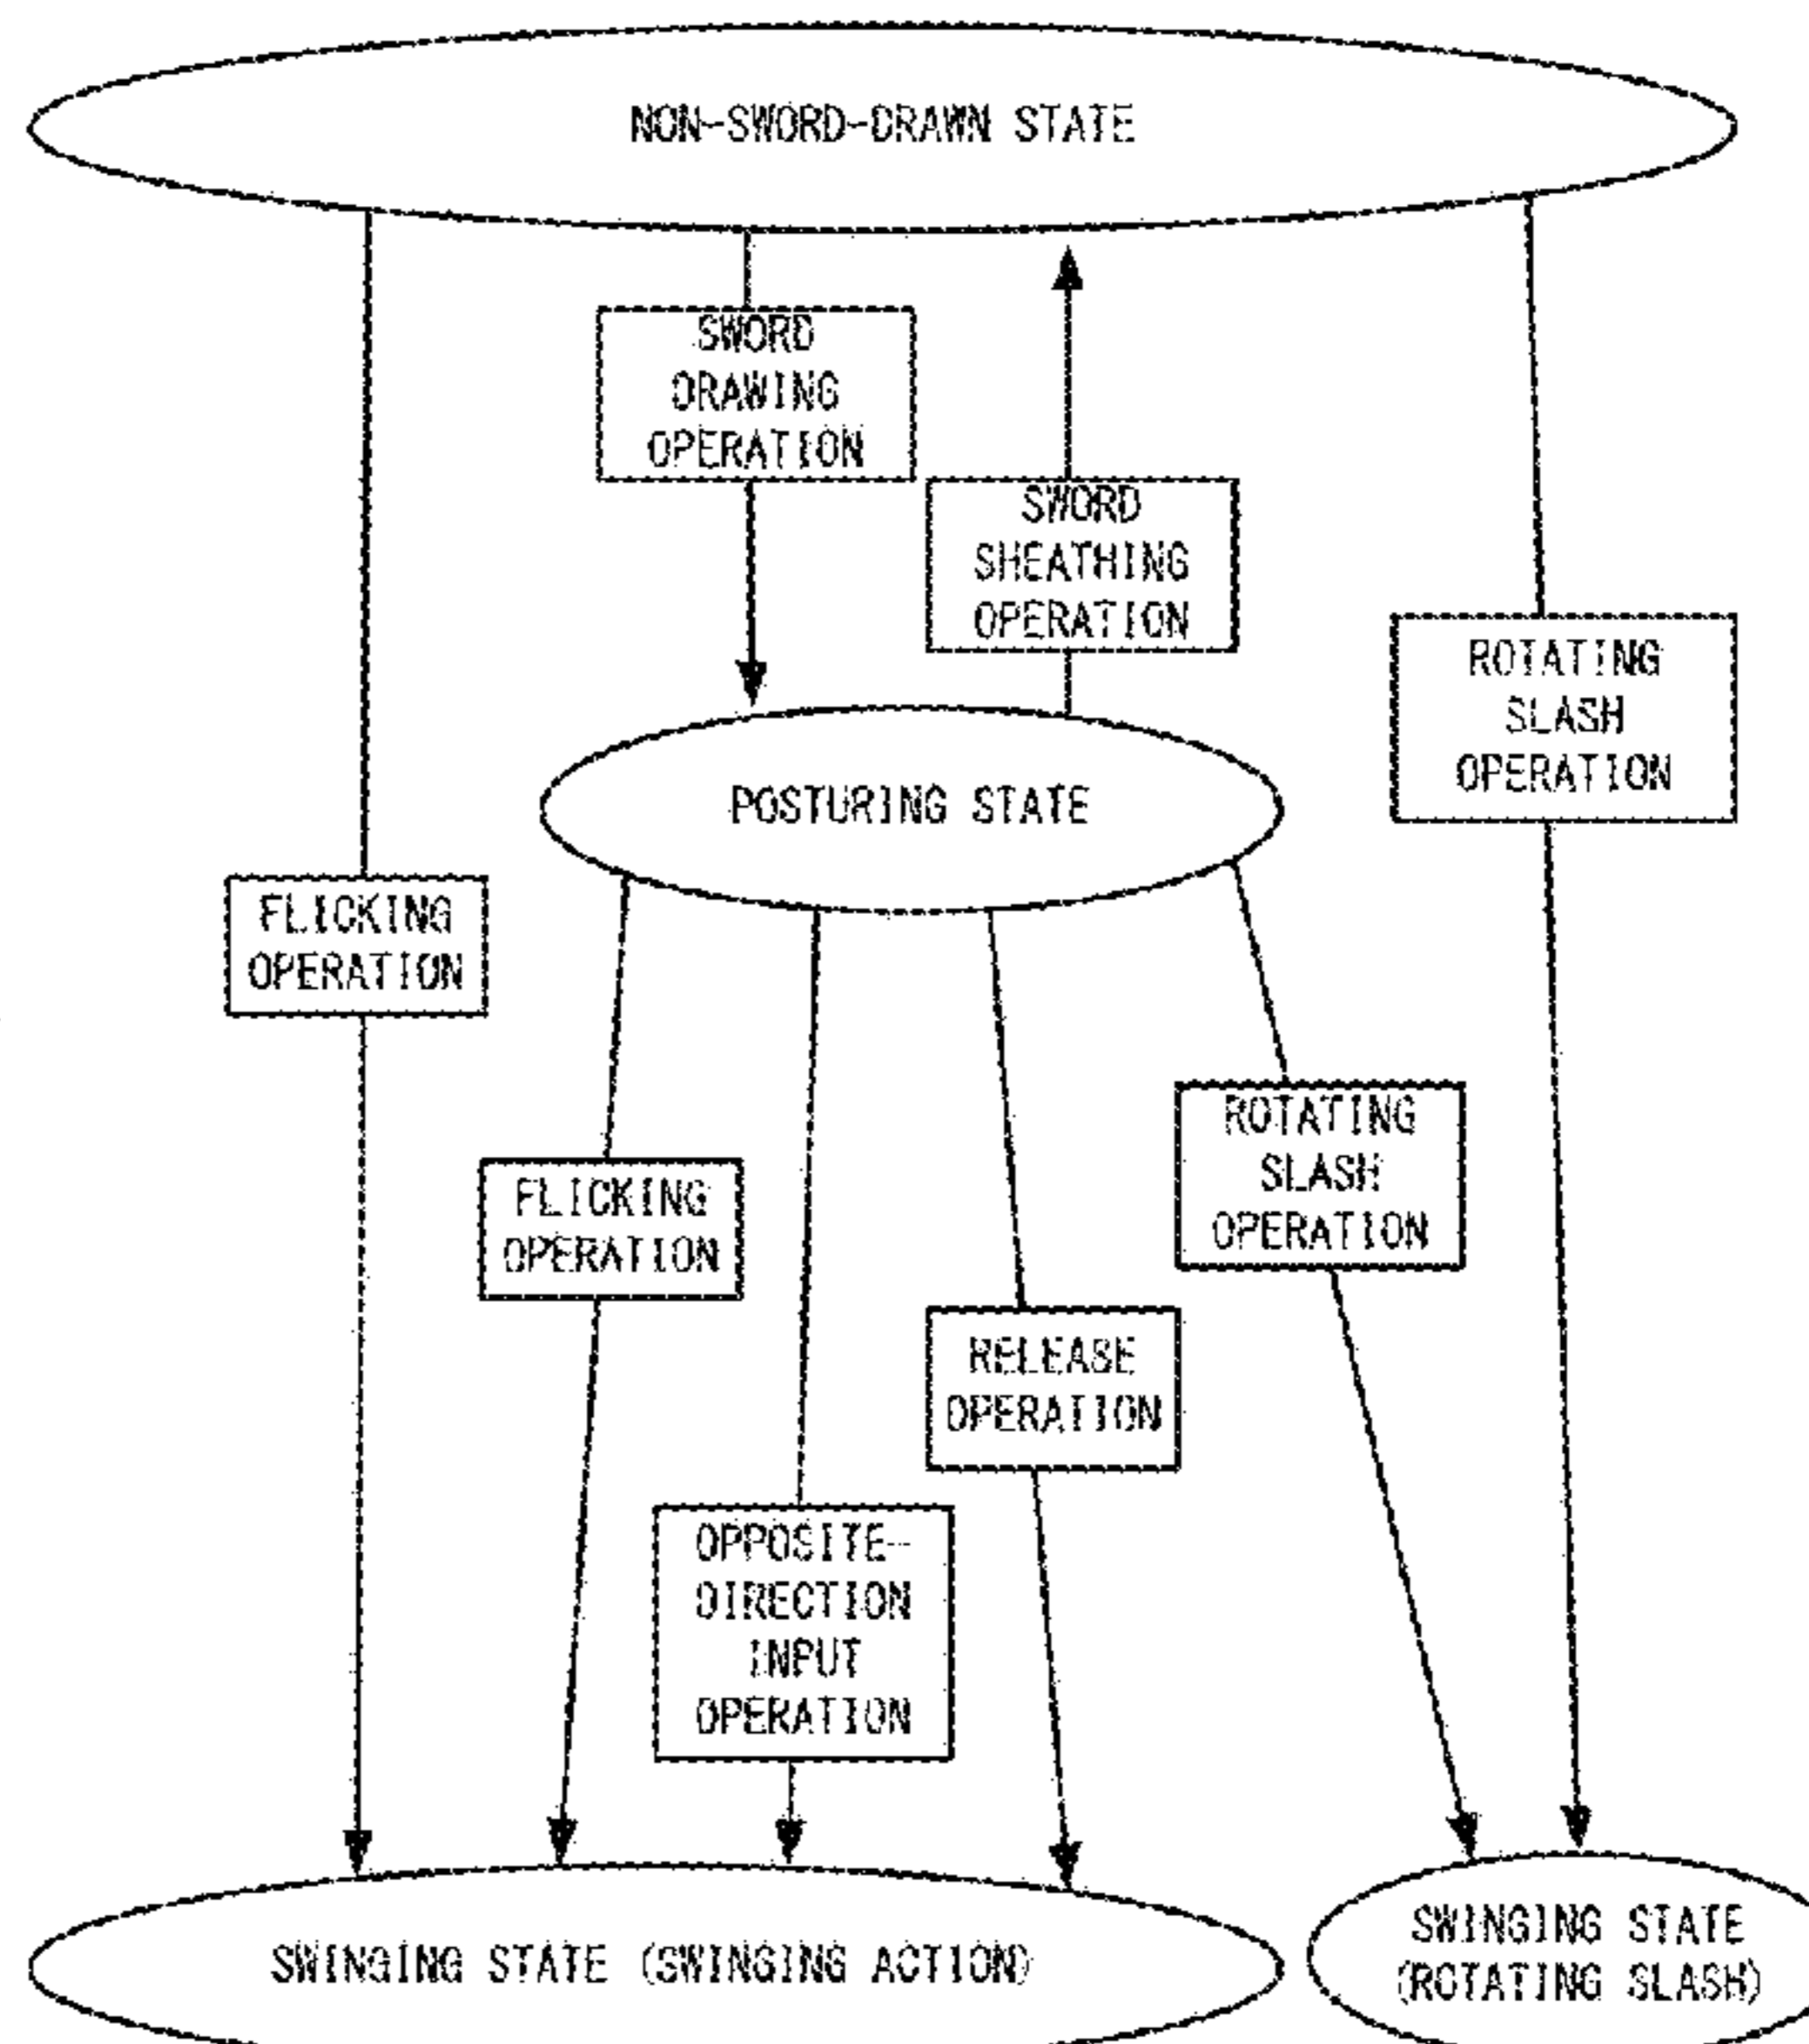 NON-SWORD-DRAWN STATE
SWORD
DRAWING
OPERATION
SWORD
SHEATHING
OPERATION
ROTATING
SLASH
OPERATION
POSTURING STATE
FLICKING
OPERATION
ROTATING
SLASH
OPERATION
FLICKING
OPERATION
RELEASE
OPERATION
OPPOSITE-
DIRECTION
INPUT
OPERATION
SWINGING STATE (SWINGING ACTION)
SWINGING STATE
(ROTATING SLASH)